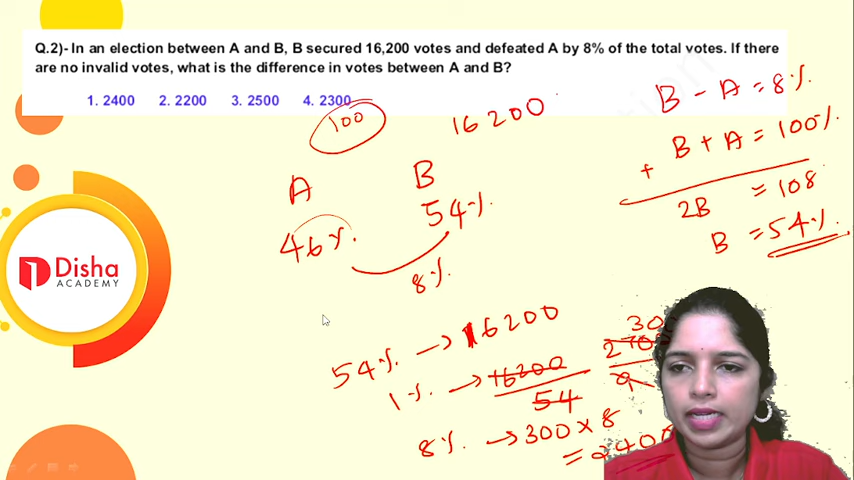 Q.2)- In an election between A and B, B secured 16,200 votes and defeated A by 8% of the total votes. If there
are no invalid votes, what is the difference in votes between A and B?
1. 2400 2. 2200 3. 2500 4. 2300
100
16200
B - A = 8%
+ B + A = 100%
2B = 108
B = 54%
A B
46% 54%
8%
Disha
ACADEMY
54% → 16200
1% → 16200/54
8% → 300 × 8
= 2400